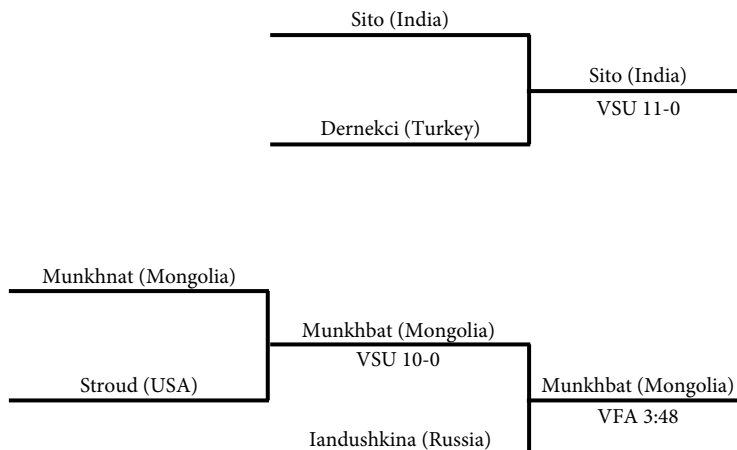 Sito (India)
Sito (India)
VSU 11-0
Dernekci (Turkey)
Munkhnat (Mongolia)
Munkhbat (Mongolia)
VSU 10-0
Stroud (USA)
Munkhbat (Mongolia)
VFA 3:48
Iandushkina (Russia)